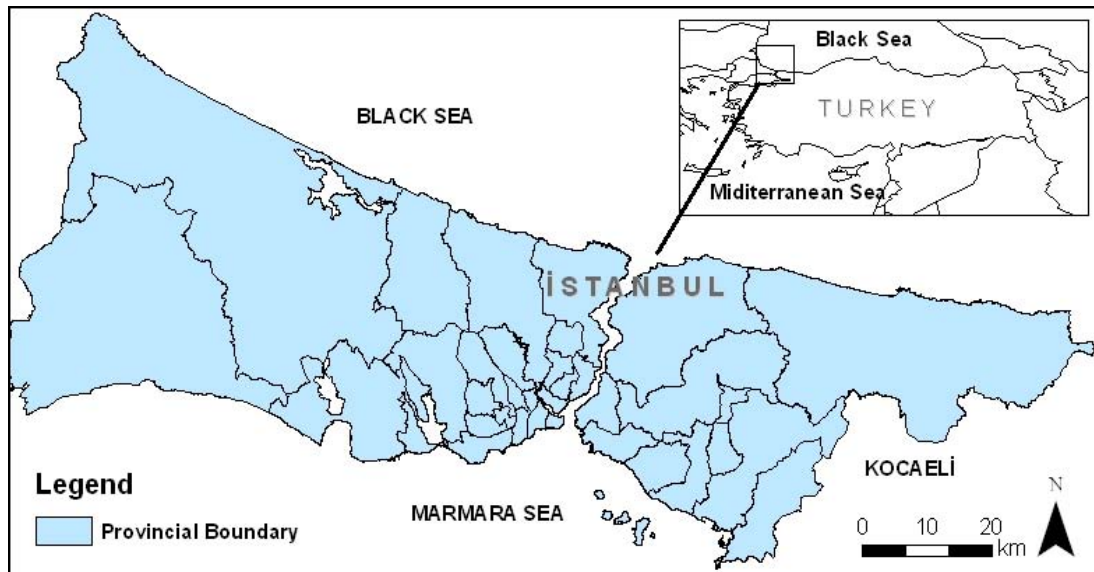 Black Sea
TURKEY
Miditerranean Sea
BLACK SEA
İSTANBUL
KOCAELİ
MARMARA SEA
Legend
Provincial Boundary
N
0 10 20
km